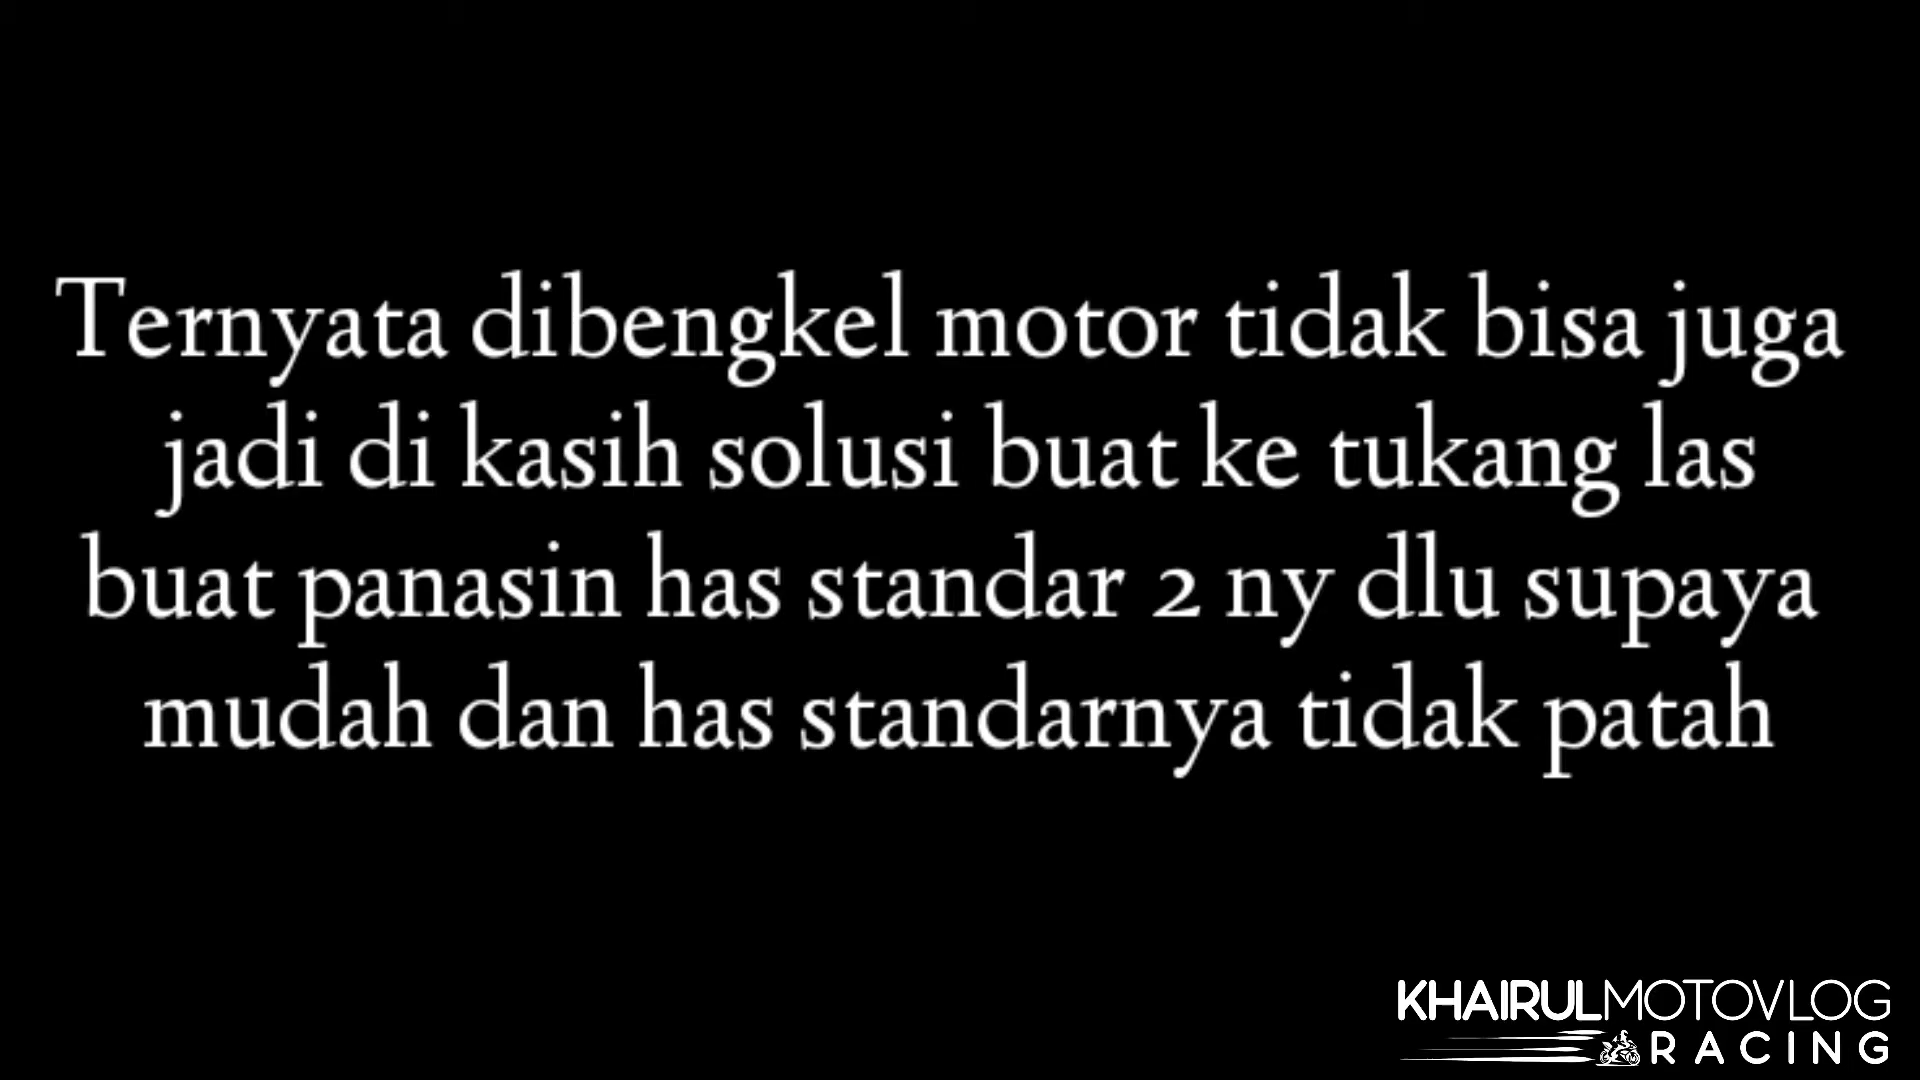 Ternyata dibengkel motor tidak bisa juga
jadi di kasih solusi buat ke tukang las
buat panasin has standar 2 ny dlu supaya
mudah dan has standarnya tidak patah
KHAIRULMOTOVLOG
RACING